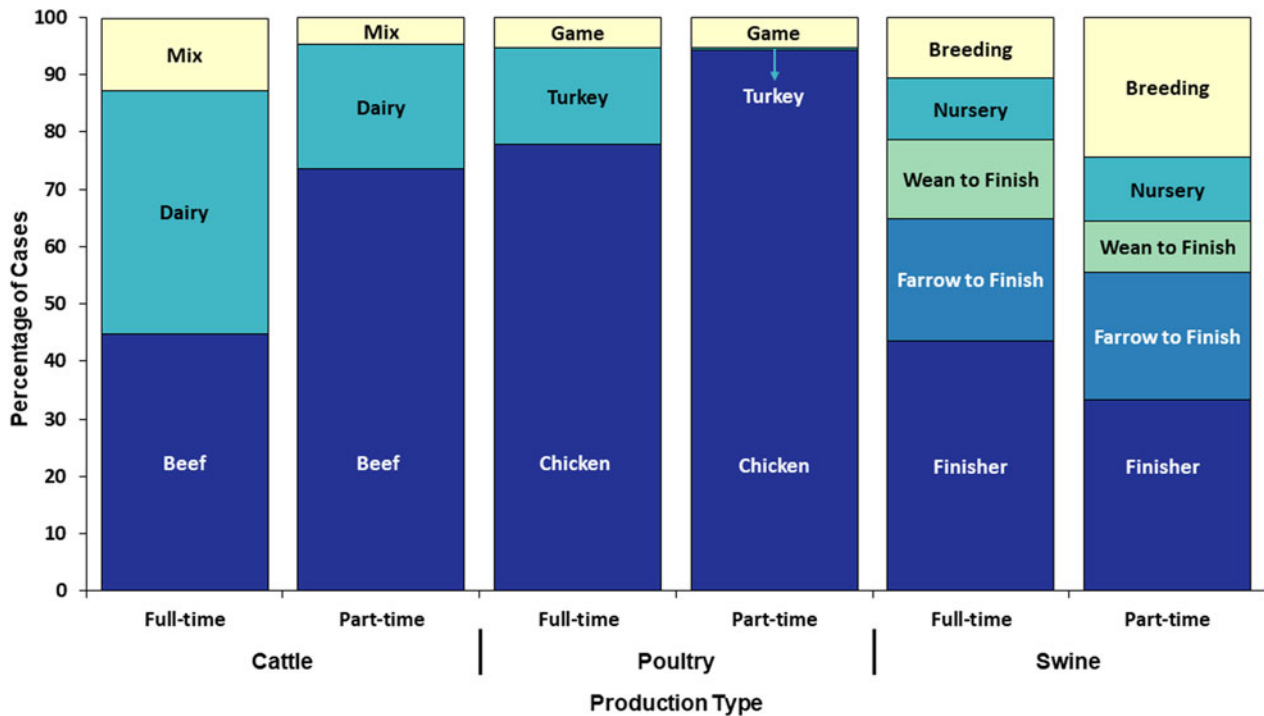 Percentage of Cases
100
90
80
70
60
50
40
30
20
10
0
Mix
Dairy
Beef
Mix
Dairy
Beef
Game
Turkey
Chicken
Game
Turkey
Chicken
Breeding
Nursery
Wean to Finish
Farrow to Finish
Finisher
Breeding
Nursery
Wean to Finish
Farrow to Finish
Finisher
Full-time
Part-time
Full-time
Part-time
Full-time
Part-time
Cattle
Poultry
Swine
Production Type